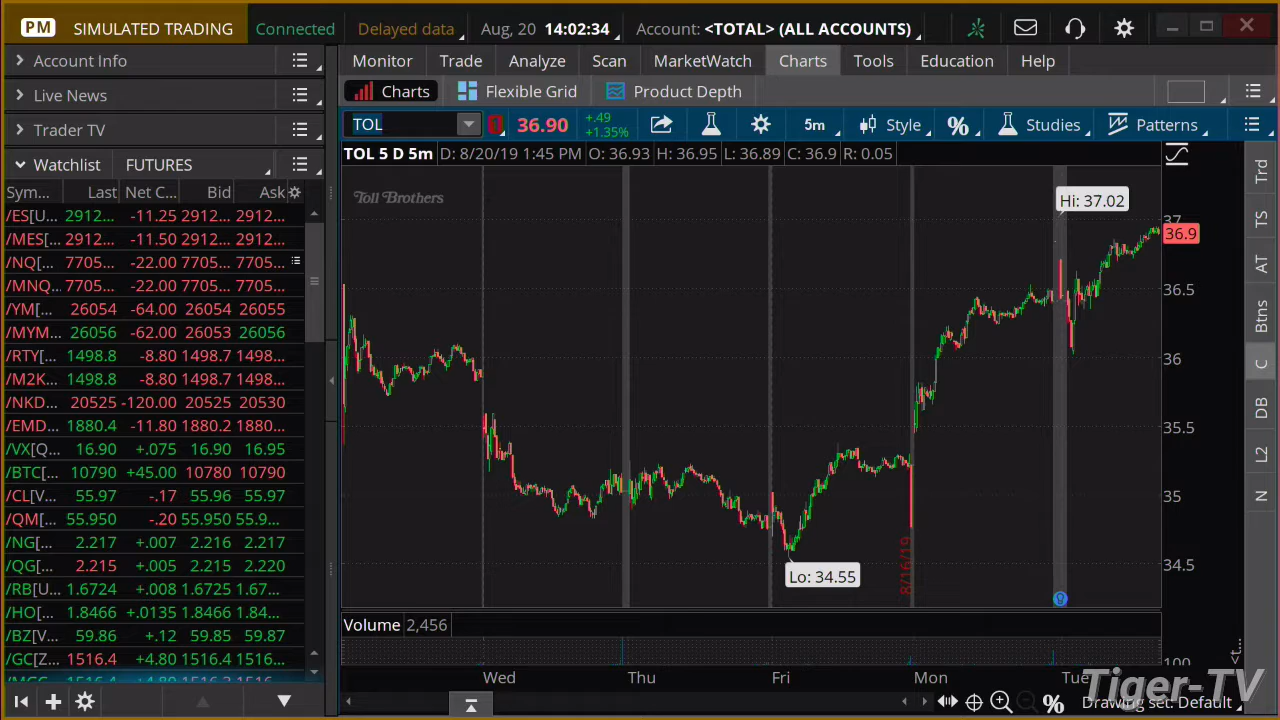 PM SIMULATED TRADING Connected Delayed data Aug, 20 14:02:34 Account: <TOTAL> (ALL ACCOUNTS)
Account Info
Live News
Trader TV
Watchlist FUTURES
Sym... Last Net C... Bid Ask
/ES[U... 2912... -11.25 2912... 2912...
/MES[... 2912... -11.50 2912... 2912...
/NQ[... 7705... -22.00 7705... 7705...
/MNQ... 7705... -22.00 7705... 7705...
/YM[... 26054 -64.00 26054 26055
/MYM... 26056 -62.00 26053 26056
/RTY[... 1498.8 -8.80 1498.7 1498...
/M2K... 1498.8 -8.80 1498.7 1498...
/NKD... 20525 -120.00 20525 20530
/EMD... 1880.4 -11.80 1880.2 1880...
/VX[Q... 16.90 +.075 16.90 16.95
/BTC[... 10790 +45.00 10780 10790
/CL[V... 55.97 -.17 55.96 55.97
/QM[... 55.950 -.20 55.950 55.9...
/NG[... 2.217 +.007 2.216 2.217
/QG[... 2.215 +.005 2.215 2.220
/RB[U... 1.6724 +.008 1.6725 1.67...
/HO[... 1.8466 +.0135 1.8466 1.84...
/BZ[V... 59.86 +.12 59.85 59.87
/GC[Z... 1516.4 +4.80 1516.4 1516...
Monitor Trade Analyze Scan MarketWatch Charts Tools Education Help
Charts Flexible Grid Product Depth
TOL 36.90 +.49 +1.35% 5m Style % Studies Patterns
TOL 5 D 5m D: 8/20/19 1:45 PM O: 36.93 H: 36.95 L: 36.89 C: 36.9 R: 0.05
Toll Brothers
Hi: 37.02
37
36.9
36.5
36
35.5
35
34.5
Lo: 34.55
8/16/19
Volume 2,456
100
<t...
Wed Thu Fri Mon Tue
Drawing set: Default
Tiger-TV
Trd
TS
AT
Btns
C
DB
L2
N